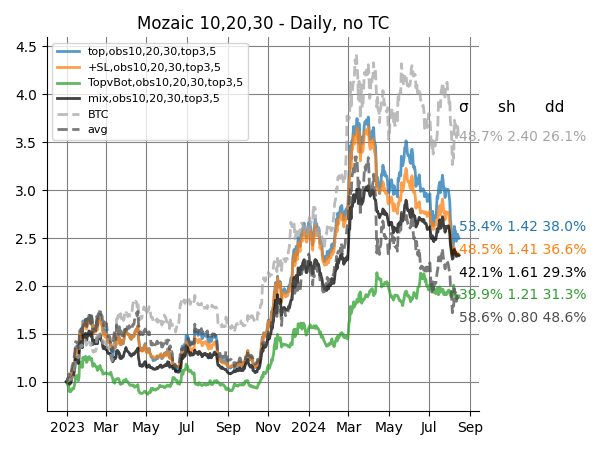 Mozaic 10,20,30 - Daily, no TC
top,obs10,20,30,top3,5
+SL,obs10,20,30,top3,5
TopvBot,obs10,20,30,top3,5
mix,obs10,20,30,top3,5
BTC
avg
4.5
4.0
3.5
3.0
2.5
2.0
1.5
1.0
σ sh dd
48.7% 2.40 26.1%
53.4% 1.42 38.0%
48.5% 1.41 36.6%
42.1% 1.61 29.3%
39.9% 1.21 31.3%
58.6% 0.80 48.6%
2023 Mar May Jul Sep Nov 2024 Mar May Jul Sep